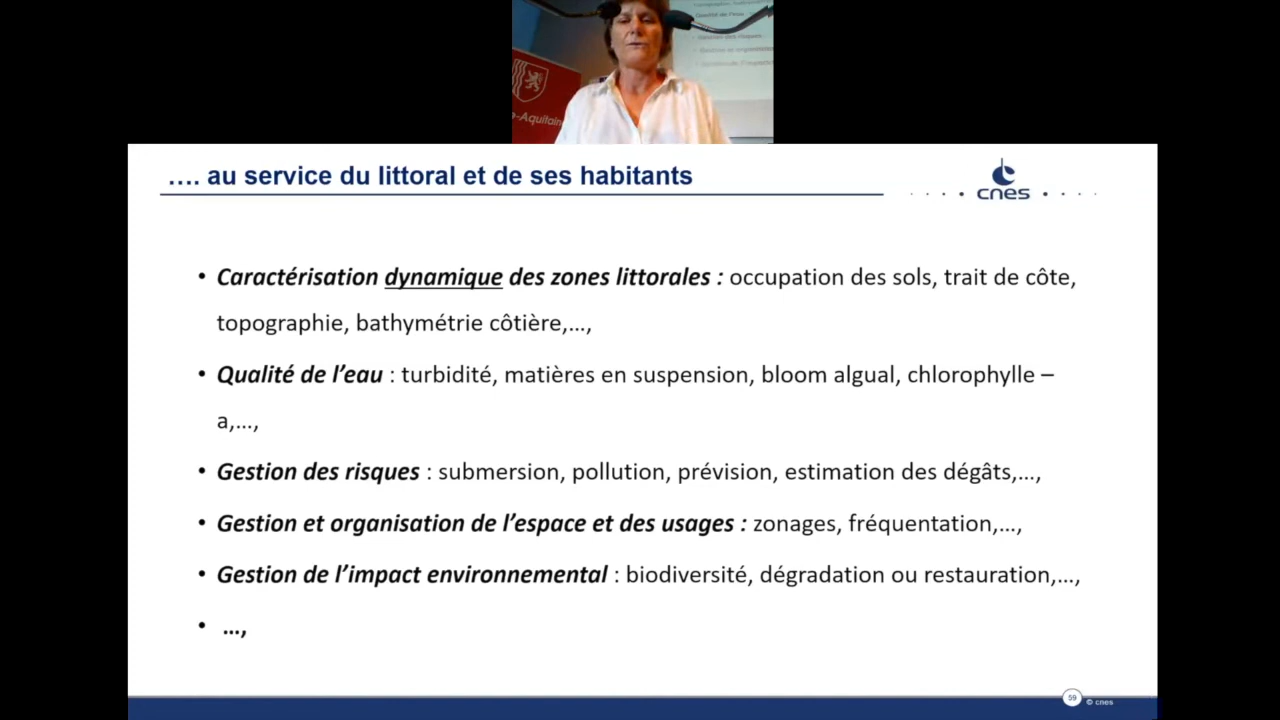 -Aquitain
…. au service du littoral et de ses habitants
cnes
• Caractérisation dynamique des zones littorales : occupation des sols, trait de côte,
topographie, bathymétrie côtière,…,
• Qualité de l’eau : turbidité, matières en suspension, bloom algual, chlorophylle –
a,…,
• Gestion des risques : submersion, pollution, prévision, estimation des dégâts,…,
• Gestion et organisation de l’espace et des usages : zonages, fréquentation,…,
• Gestion de l’impact environnemental : biodiversité, dégradation ou restauration,…,
• …,
59
© cnes